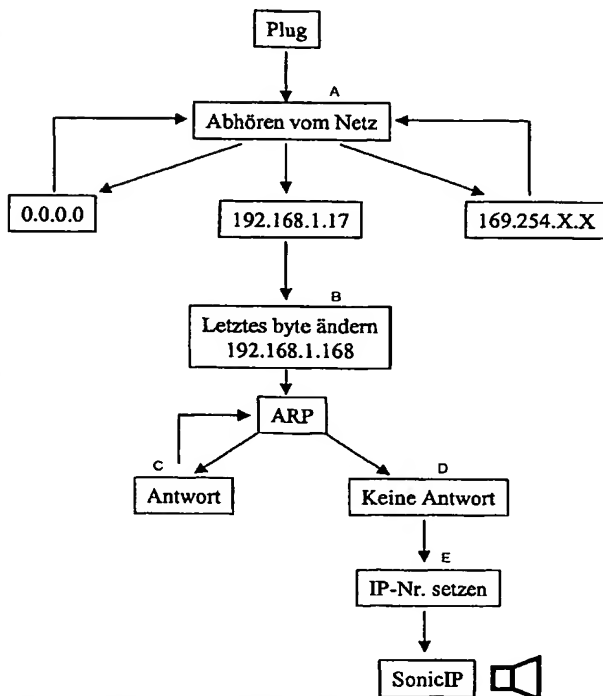 Plug
A
Abhören vom Netz
0.0.0.0
192.168.1.17
169.254.X.X
B
Letztes byte ändern
192.168.1.168
ARP
C
Antwort
D
Keine Antwort
E
IP-Nr. setzen
SonicIP